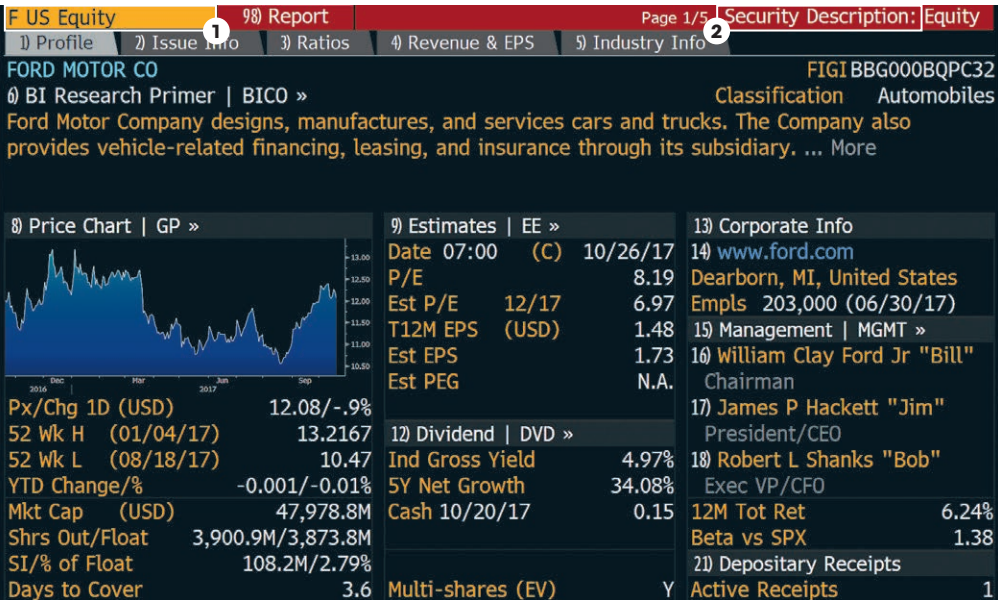 F US Equity 98) Report Page 1/5 Security Description: Equity
1 2
1) Profile 2) Issue Info 3) Ratios 4) Revenue & EPS 5) Industry Info
FORD MOTOR CO FIGI BBG000BQPC32
6) BI Research Primer | BICO » Classification Automobiles
Ford Motor Company designs, manufactures, and services cars and trucks. The Company also
provides vehicle-related financing, leasing, and insurance through its subsidiary. ... More
8) Price Chart | GP »
13.00
12.50
12.00
11.50
11.00
10.50
Dec Mar Jun Sep
2016 2017
Px/Chg 1D (USD) 12.08/-.9%
52 Wk H (01/04/17) 13.2167
52 Wk L (08/18/17) 10.47
YTD Change/% -0.001/-0.01%
Mkt Cap (USD) 47,978.8M
Shrs Out/Float 3,900.9M/3,873.8M
SI/% of Float 108.2M/2.79%
Days to Cover 3.6
9) Estimates | EE »
Date 07:00 (C) 10/26/17
P/E 8.19
Est P/E 12/17 6.97
T12M EPS (USD) 1.48
Est EPS 1.73
Est PEG N.A.
12) Dividend | DVD »
Ind Gross Yield 4.97%
5Y Net Growth 34.08%
Cash 10/20/17 0.15
Multi-shares (EV) Y
13) Corporate Info
14) www.ford.com
Dearborn, MI, United States
Empls 203,000 (06/30/17)
15) Management | MGMT »
16) William Clay Ford Jr "Bill"
Chairman
17) James P Hackett "Jim"
President/CEO
18) Robert L Shanks "Bob"
Exec VP/CFO
12M Tot Ret 6.24%
Beta vs SPX 1.38
21) Depositary Receipts
Active Receipts 1